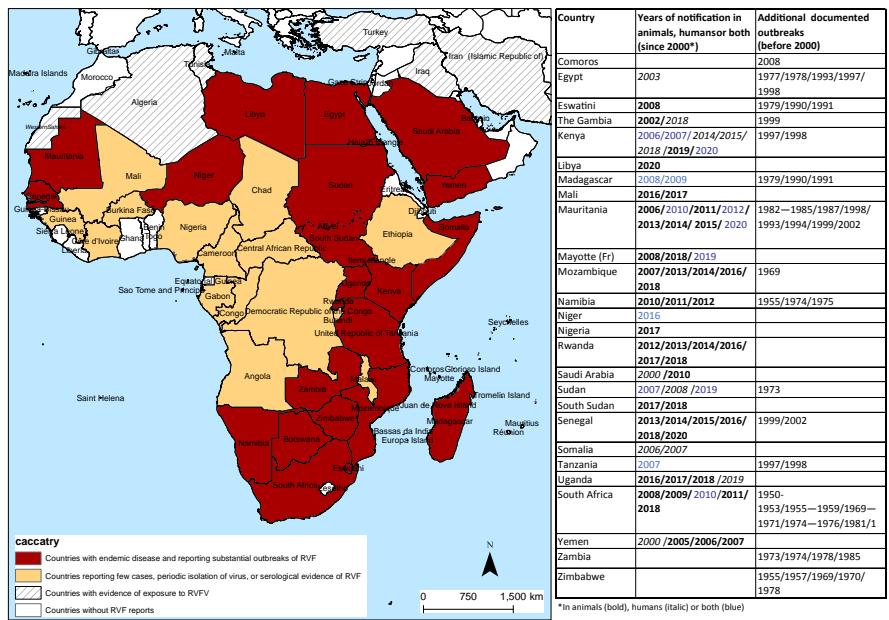 Turkey
Gibraltar
Malta
Tunisia
Iran (Islamic Republic of)
Madeira Islands
Morocco
Iraq
Gaza Strip
Jordan
Algeria
Western Sahara
Libya
Egypt
Bahrain
Saudi Arabia
Halaib Triangle
Mauritania
Mali
Niger
Chad
Sudan
Eritrea
Yemen
Senegal
Guinea-Bissau
Guinea
Burkina Faso
Djibouti
Sierra Leone
Côte d'Ivoire
Ghana
Benin
Togo
Nigeria
Abyei
Ethiopia
Somalia
Liberia
Cameroon
Central African Republic
South Sudan
Ilemi Triangle
Equatorial Guinea
Sao Tome and Principe
Gabon
Congo
Democratic Republic of the Congo
Uganda
Kenya
Rwanda
Burundi
United Republic of Tanzania
Seychelles
Angola
Zambia
Malawi
Comoros
Glorioso Island
Mayotte
Tromelin Island
Saint Helena
Mozambique
Juan de Nova Island
Zimbabwe
Madagascar
Mauritius
Réunion
Bassas da India
Europa Island
Namibia
Botswana
Eswatini
South Africa
Lesotho
caccatry
Countries with endemic disease and reporting substantial outbreaks of RVF
Countries reporting few cases, periodic isolation of virus, or serological evidence of RVF
Countries with evidence of exposure to RVFV
Countries without RVF reports
N
0 750 1,500 km
Country Years of notification in Additional documented
animals, humansor both outbreaks
(since 2000*) (before 2000)
Comoros 2008
Egypt 2003 1977/1978/1993/1997/
1998
Eswatini 2008 1979/1990/1991
The Gambia 2002/2018 1999
Kenya 2006/2007 /2014/2015/ 1997/1998
2018 /2019/2020
Libya 2020
Madagascar 2008/2009 1979/1990/1991
Mali 2016/2017
Mauritania 2006/2010/2011/2012/ 1982—1985/1987/1998/
2013/2014/ 2015/ 2020 1993/1994/1999/2002
Mayotte (Fr) 2008/2018/ 2019
Mozambique 2007/2013/2014/2016/ 1969
2018
Namibia 2010/2011/2012 1955/1974/1975
Niger 2016
Nigeria 2017
Rwanda 2012/2013/2014/2016/
2017/2018
Saudi Arabia 2000 /2010
Sudan 2007/2008 /2019 1973
South Sudan 2017/2018
Senegal 2013/2014/2015/2016/ 1999/2002
2018/2020
Somalia 2006/2007
Tanzania 2007 1997/1998
Uganda 2016/2017/2018 /2019
South Africa 2008/2009/ 2010/2011/ 1950-
2018 1953/1955—1959/1969—
1971/1974—1976/1981/1
Yemen 2000 /2005/2006/2007
Zambia 1973/1974/1978/1985
Zimbabwe 1955/1957/1969/1970/
1978
*In animals (bold), humans (italic) or both (blue)